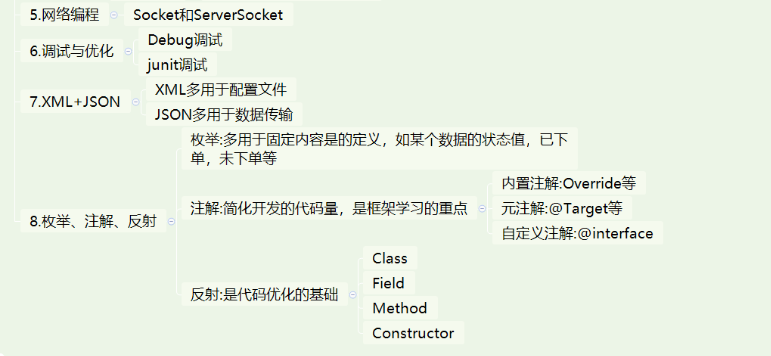 5.网络编程
Socket和ServerSocket
6.调试与优化
Debug调试
junit调试
7.XML+JSON
XML多用于配置文件
JSON多用于数据传输
8.枚举、注解、反射
枚举:多用于固定内容是的定义，如某个数据的状态值，已下
单，未下单等
注解:简化开发的代码量，是框架学习的重点
内置注解:Override等
元注解:@Target等
自定义注解:@interface
反射:是代码优化的基础
Class
Field
Method
Constructor